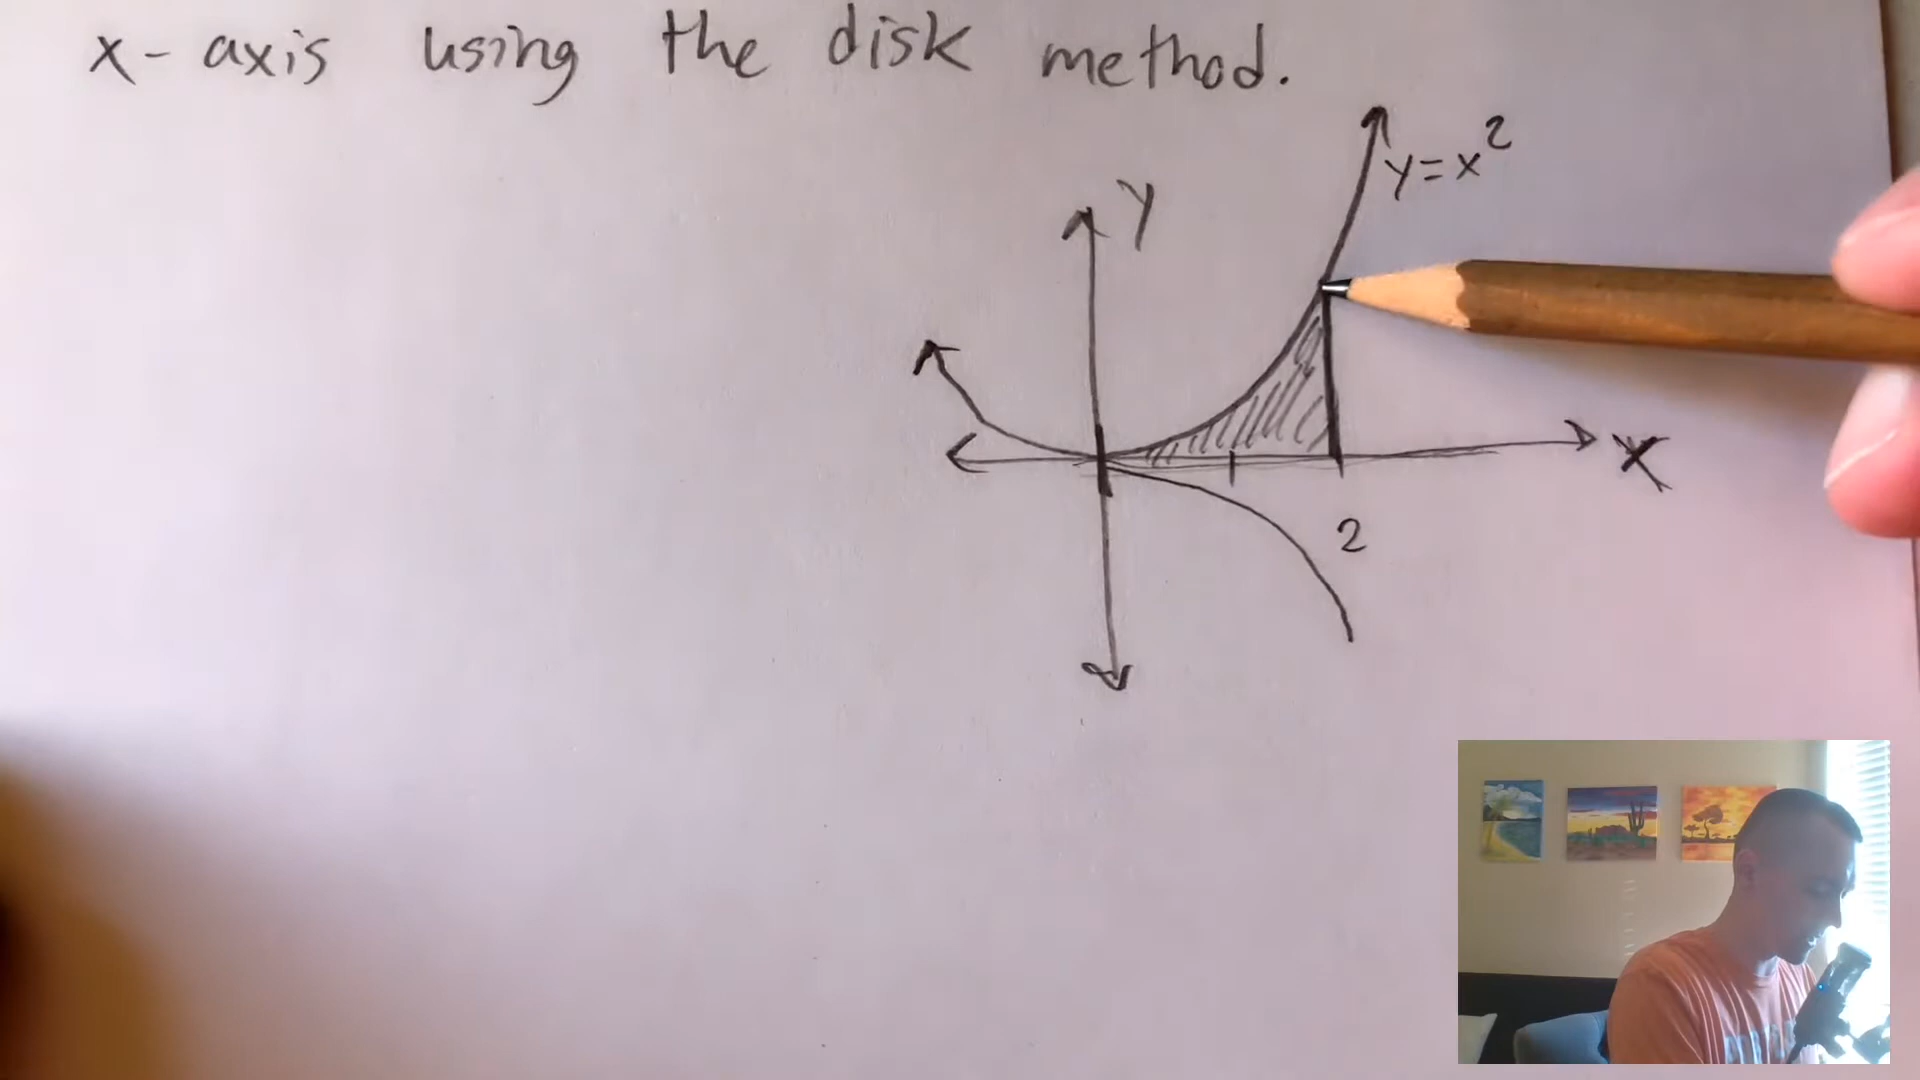 x-axis using the disk method.
y=x²
y
x
2